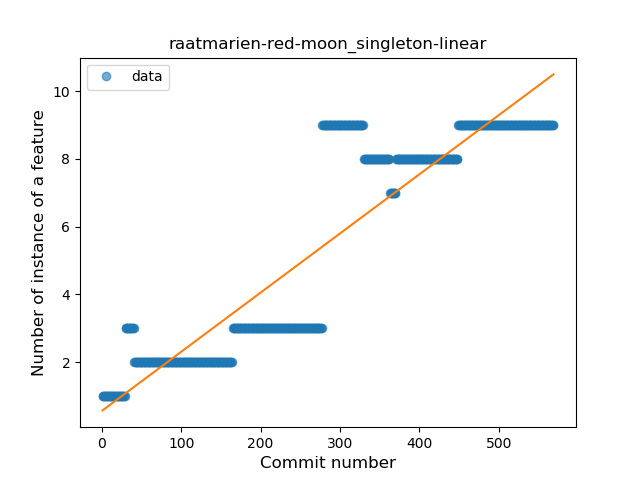 raatmarien-red-moon_singleton-linear
data
Number of instance of a feature
10
8
6
4
2
0
100
200
300
400
500
Commit number